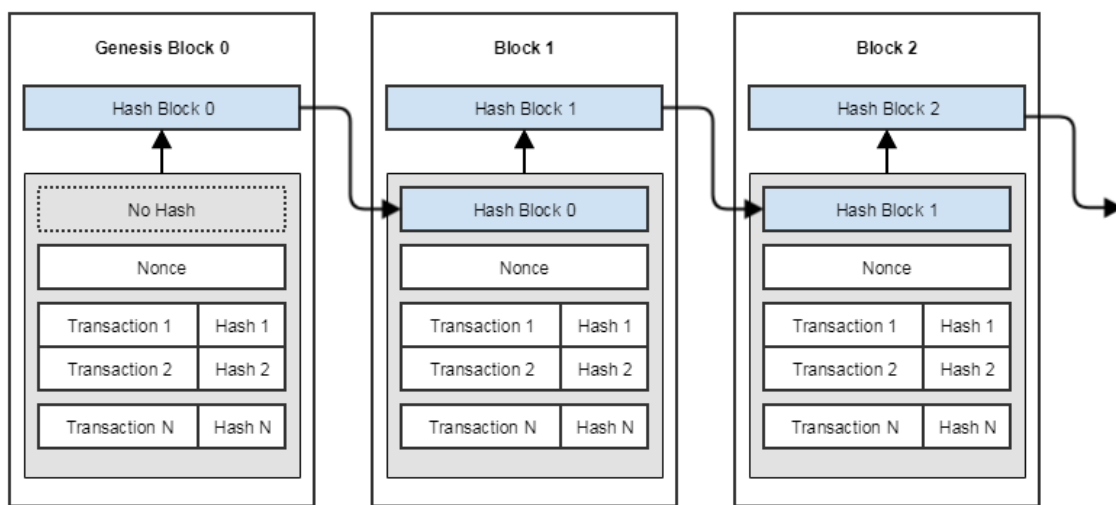 Genesis Block 0
Hash Block 0
No Hash
Nonce
Transaction 1 Hash 1
Transaction 2 Hash 2
Transaction N Hash N
Block 1
Hash Block 1
Hash Block 0
Nonce
Transaction 1 Hash 1
Transaction 2 Hash 2
Transaction N Hash N
Block 2
Hash Block 2
Hash Block 1
Nonce
Transaction 1 Hash 1
Transaction 2 Hash 2
Transaction N Hash N